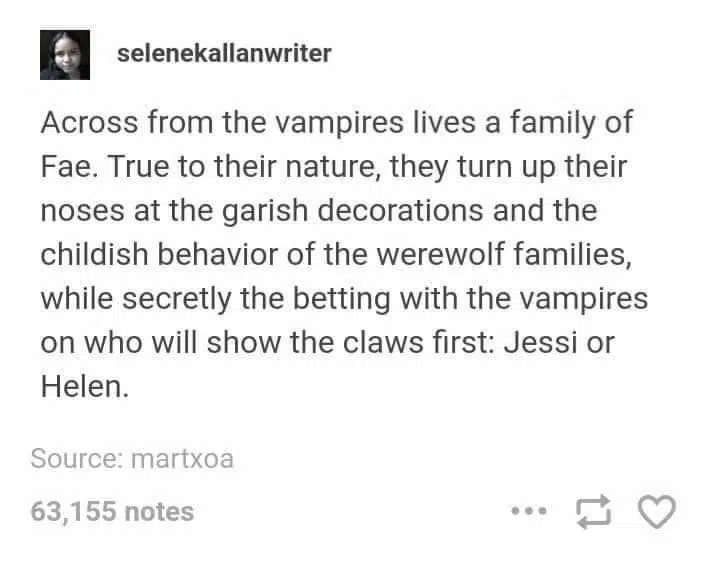 selenekallanwriter
Across from the vampires lives a family of
Fae. True to their nature, they turn up their
noses at the garish decorations and the
childish behavior of the werewolf families,
while secretly the betting with the vampires
on who will show the claws first: Jessi or
Helen.
Source: martxoa
63,155 notes